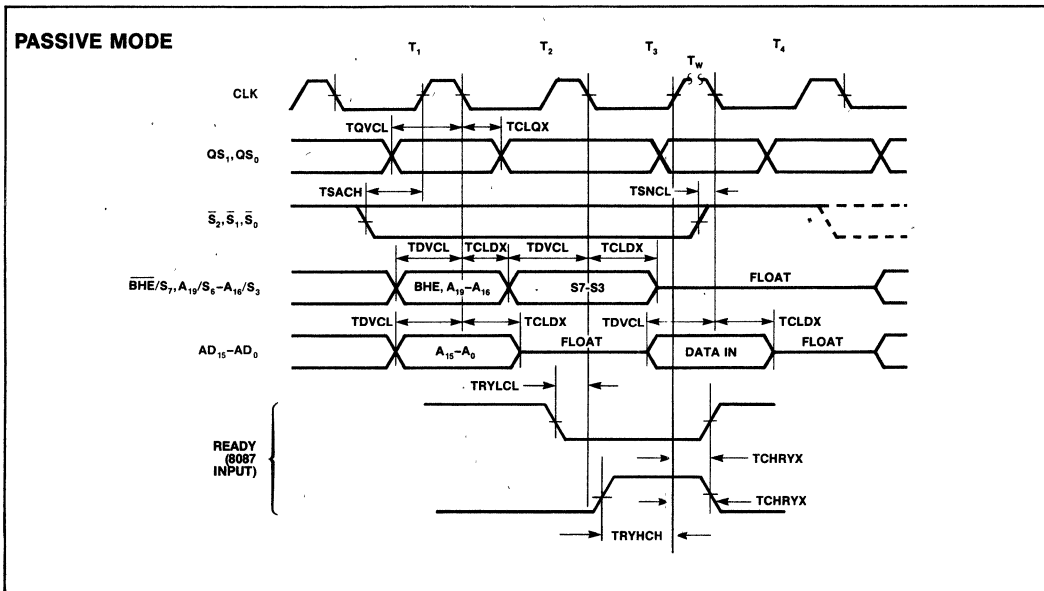 PASSIVE MODE
T1 T2 T3 TW T4
CLK
TQVCL TCLQX
QS1,QS0
TSACH TSNCL
S̅2,S̅1,S̅0
TDVCL TCLDX TDVCL TCLDX
B̅H̅E̅/S7,A19/S6–A16/S3 BHE, A19–A16 S7-S3 FLOAT
TDVCL TCLDX TDVCL TCLDX
AD15–AD0 A15–A0 FLOAT DATA IN FLOAT
TRYLCL
READY
(8087
INPUT)
TCHRYX
TCHRYX
TRYHCH